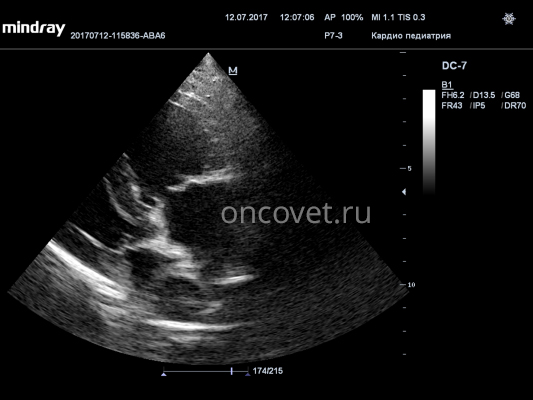 mindray
12.07.2017 12:07:06 AP 100% MI 1.1 TIS 0.3
20170712-115836-ABA6 P7-3 Кардио педиатрия
M
DC-7
B1
FH6.2 /D13.5 /G68
FR43 /IP5 /DR70
5
oncovet.ru
10
174/215